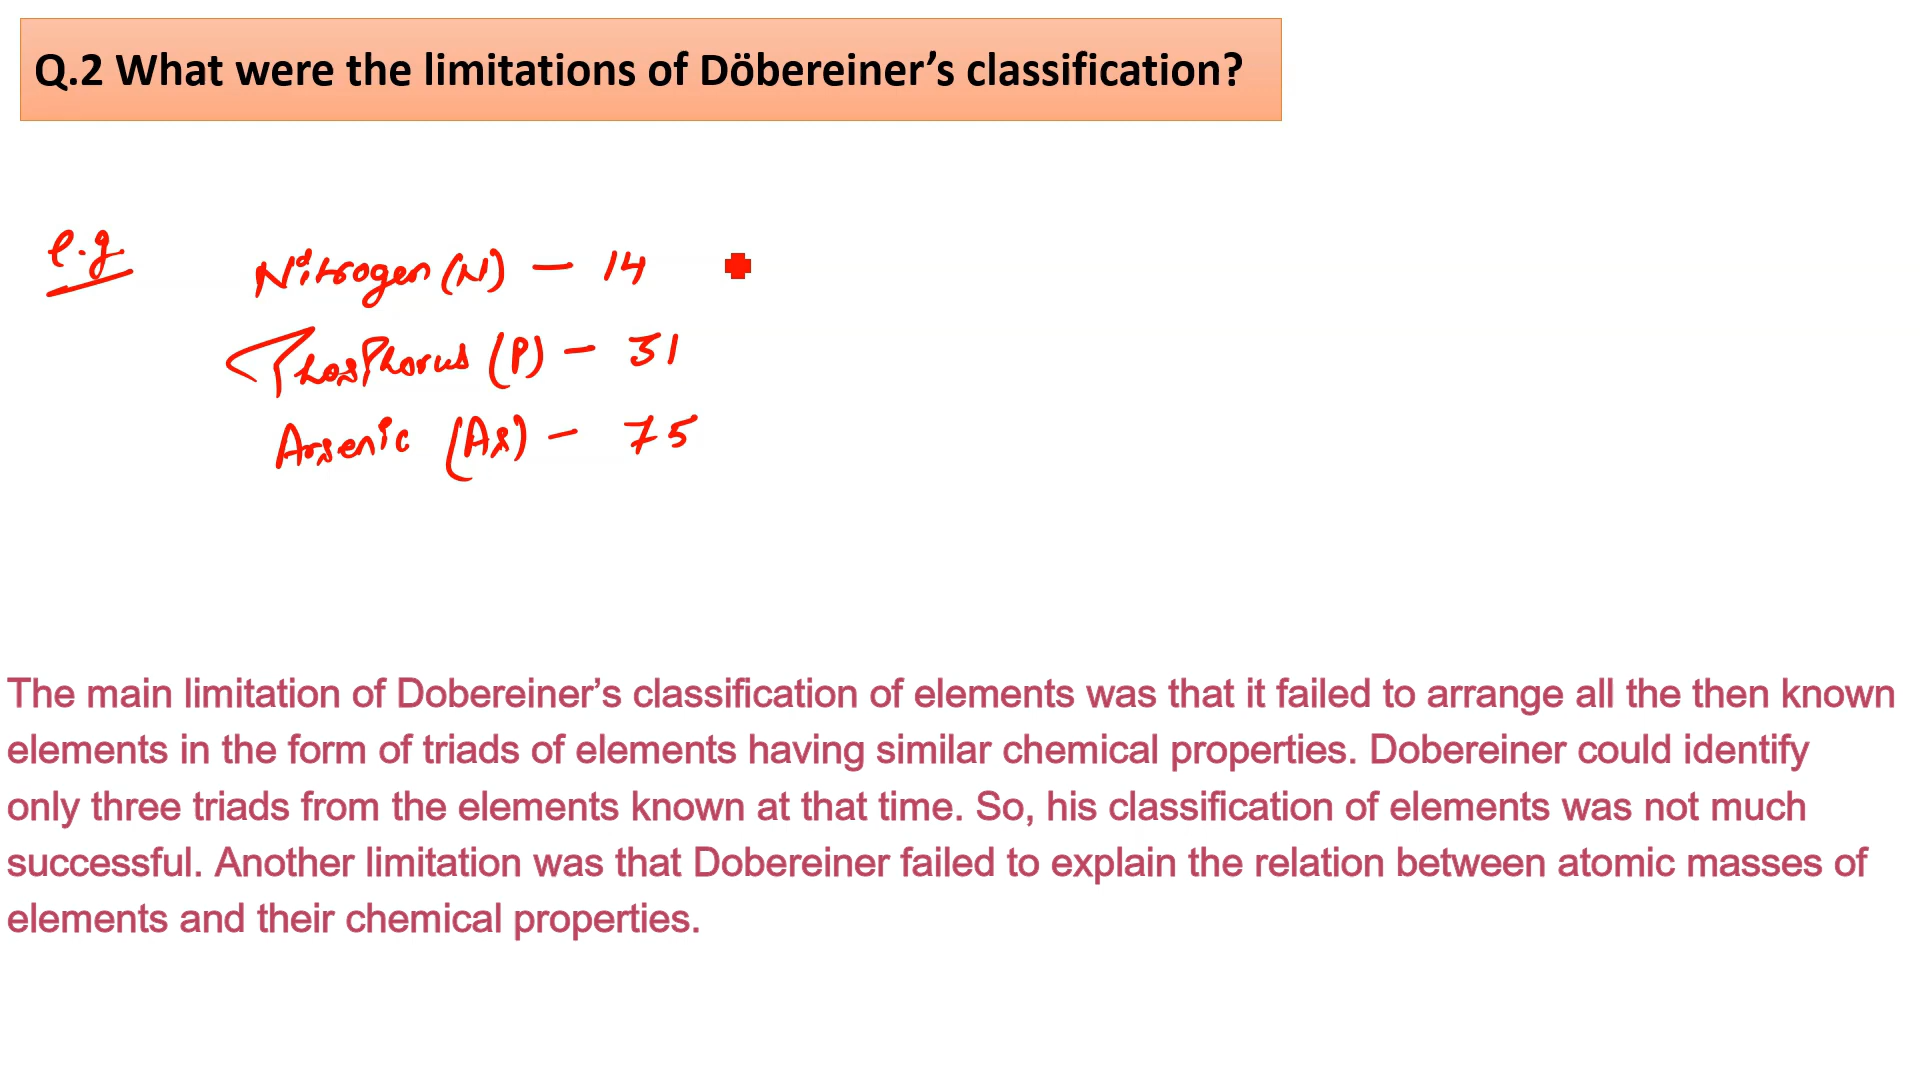 Q.2 What were the limitations of Döbereiner’s classification?
e.g
Nitrogen (N) — 14
Phosphorus (P) — 31
Arsenic (As) — 75
The main limitation of Dobereiner’s classification of elements was that it failed to arrange all the then known
elements in the form of triads of elements having similar chemical properties. Dobereiner could identify
only three triads from the elements known at that time. So, his classification of elements was not much
successful. Another limitation was that Dobereiner failed to explain the relation between atomic masses of
elements and their chemical properties.